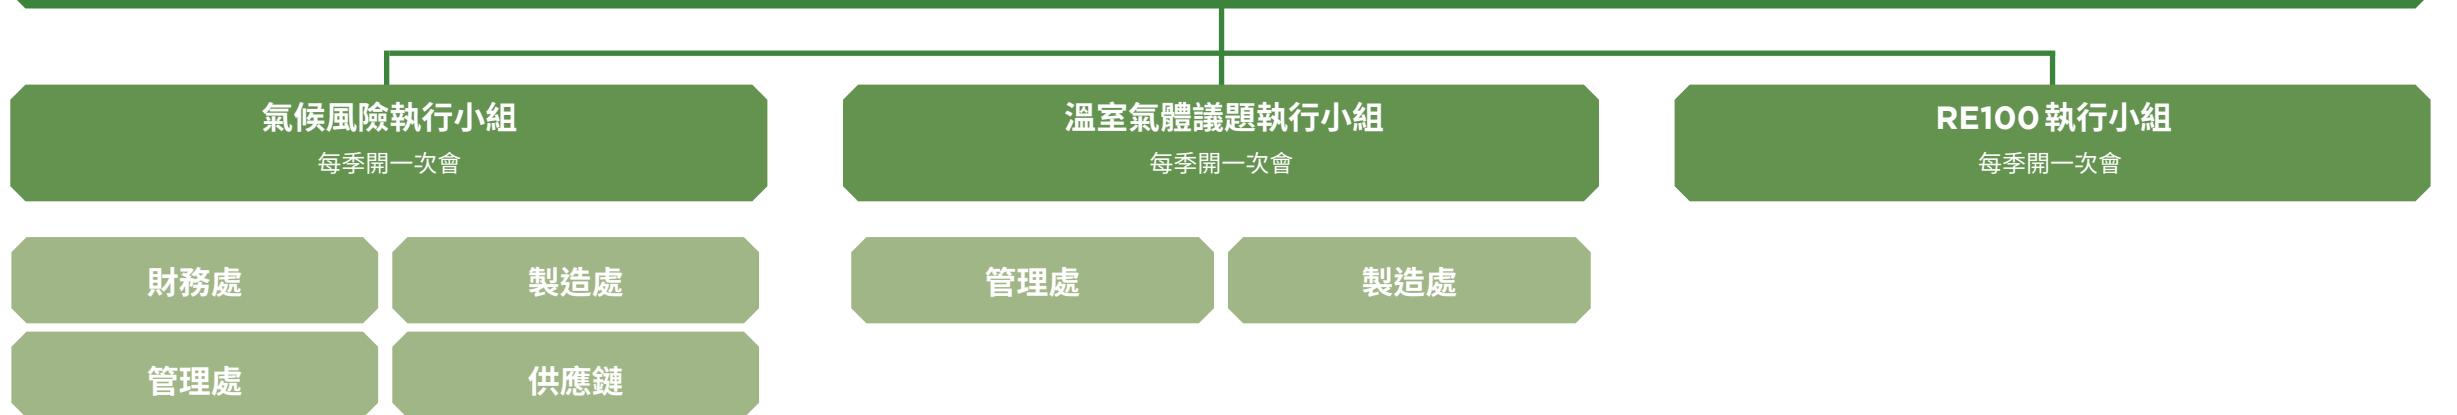 氣候風險執行小組
每季開一次會
溫室氣體議題執行小組
每季開一次會
RE100 執行小組
每季開一次會
財務處
製造處
管理處
供應鏈
管理處
製造處